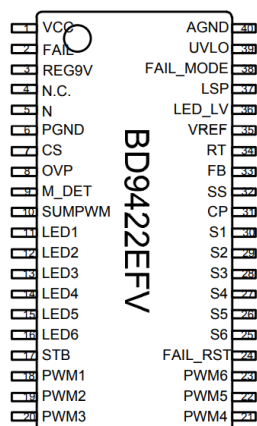 1 VCC AGND 40
2 FAIL UVLO 39
3 REG9V FAIL_MODE 38
4 N.C. LSP 37
5 N LED_LV 36
6 PGND VREF 35
7 CS RT 34
8 OVP FB 33
9 M_DET SS 32
10 SUMPWM CP 31
11 LED1 S1 30
12 LED2 S2 29
13 LED3 S3 28
14 LED4 S4 27
15 LED5 S5 26
16 LED6 S6 25
17 STB FAIL_RST 24
18 PWM1 PWM6 23
19 PWM2 PWM5 22
20 PWM3 PWM4 21
BD9422EFV